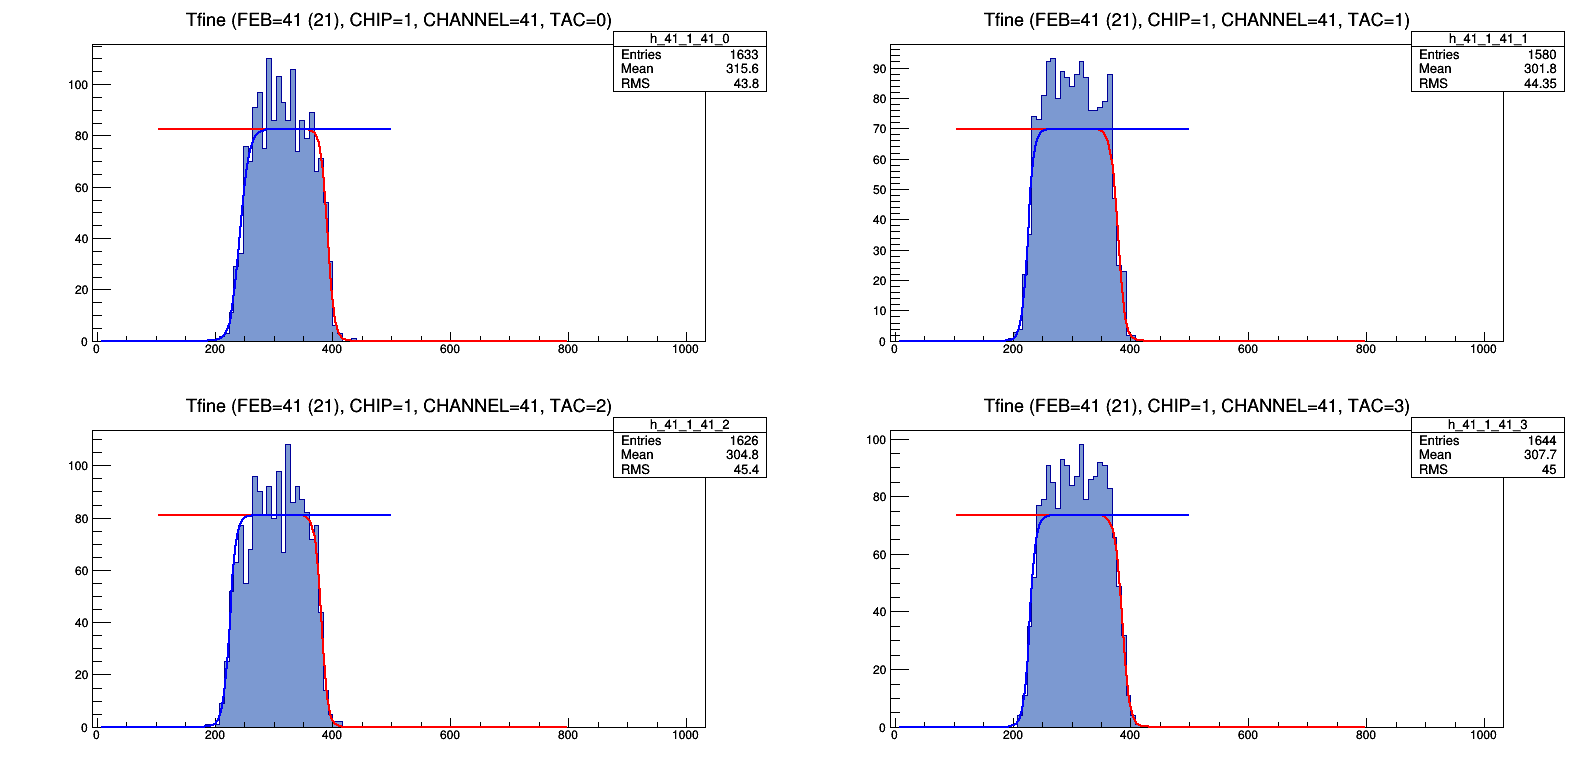 Tfine (FEB=41 (21), CHIP=1, CHANNEL=41, TAC=0)
h_41_1_41_0
Entries 1633
Mean 315.6
RMS 43.8
100
80
60
40
20
0
0 200 400 600 800 1000
Tfine (FEB=41 (21), CHIP=1, CHANNEL=41, TAC=1)
h_41_1_41_1
Entries 1580
Mean 301.8
RMS 44.35
90
80
70
60
50
40
30
20
10
0
0 200 400 600 800 1000
Tfine (FEB=41 (21), CHIP=1, CHANNEL=41, TAC=2)
h_41_1_41_2
Entries 1626
Mean 304.8
RMS 45.4
100
80
60
40
20
0
0 200 400 600 800 1000
Tfine (FEB=41 (21), CHIP=1, CHANNEL=41, TAC=3)
h_41_1_41_3
Entries 1644
Mean 307.7
RMS 45
100
80
60
40
20
0
0 200 400 600 800 1000